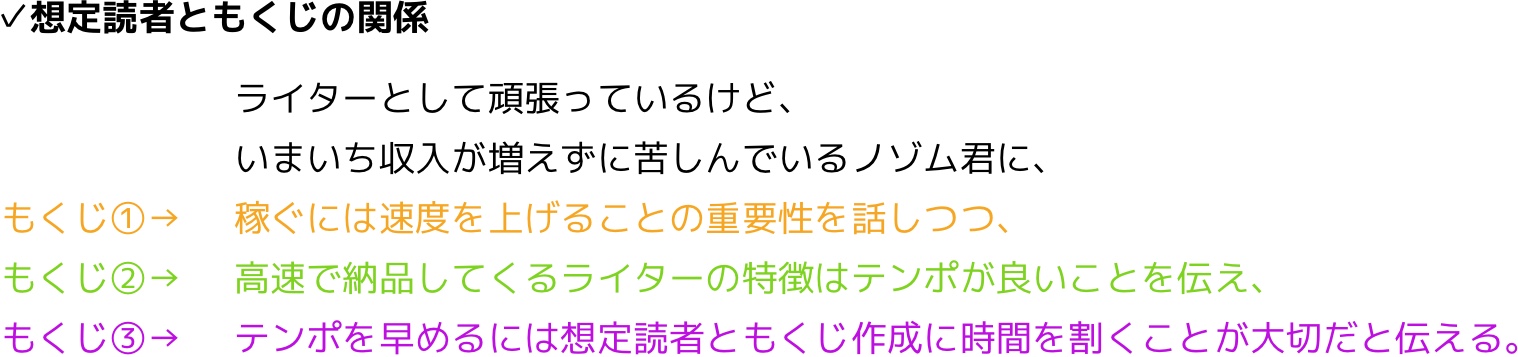 ✓想定読者ともくじの関係
ライターとして頑張っているけど、
いまいち収入が増えずに苦しんでいるノゾム君に、
もくじ①→ 稼ぐには速度を上げることの重要性を話しつつ、
もくじ②→ 高速で納品してくるライターの特徴はテンポが良いことを伝え、
もくじ③→ テンポを早めるには想定読者ともくじ作成に時間を割くことが大切だと伝える。